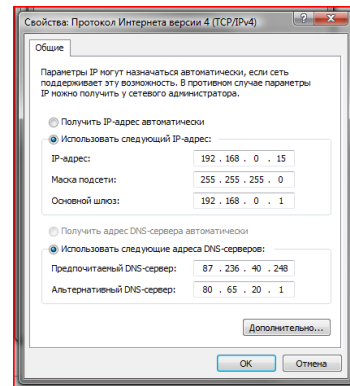 Свойства: Протокол Интернета версии 4 (TCP/IPv4)
Общие
Параметры IP могут назначаться автоматически, если сеть
поддерживает эту возможность. В противном случае параметры
IP можно получить у сетевого администратора.
Получить IP-адрес автоматически
Использовать следующий IP-адрес:
IP-адрес: 192 . 168 . 0 . 15
Маска подсети: 255 . 255 . 255 . 0
Основной шлюз: 192 . 168 . 0 . 1
Получить адрес DNS-сервера автоматически
Использовать следующие адреса DNS-серверов:
Предпочитаемый DNS-сервер: 87 . 236 . 40 . 248
Альтернативный DNS-сервер: 80 . 65 . 20 . 1
Дополнительно...
ОК Отмена